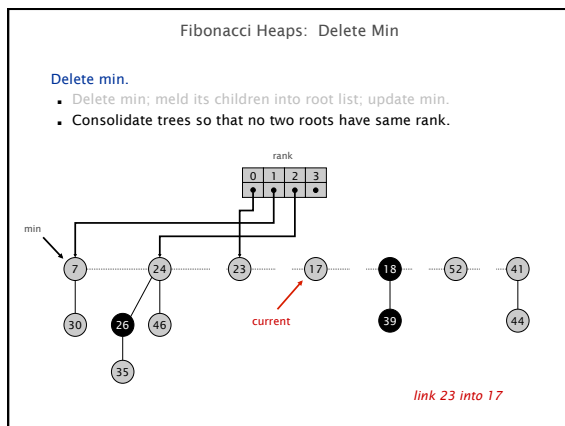 Fibonacci Heaps: Delete Min
Delete min.
▪ Delete min; meld its children into root list; update min.
▪ Consolidate trees so that no two roots have same rank.
rank
0 1 2 3
min
7 24 23 17 18 52 41
current
30 26 46 39 44
35
link 23 into 17